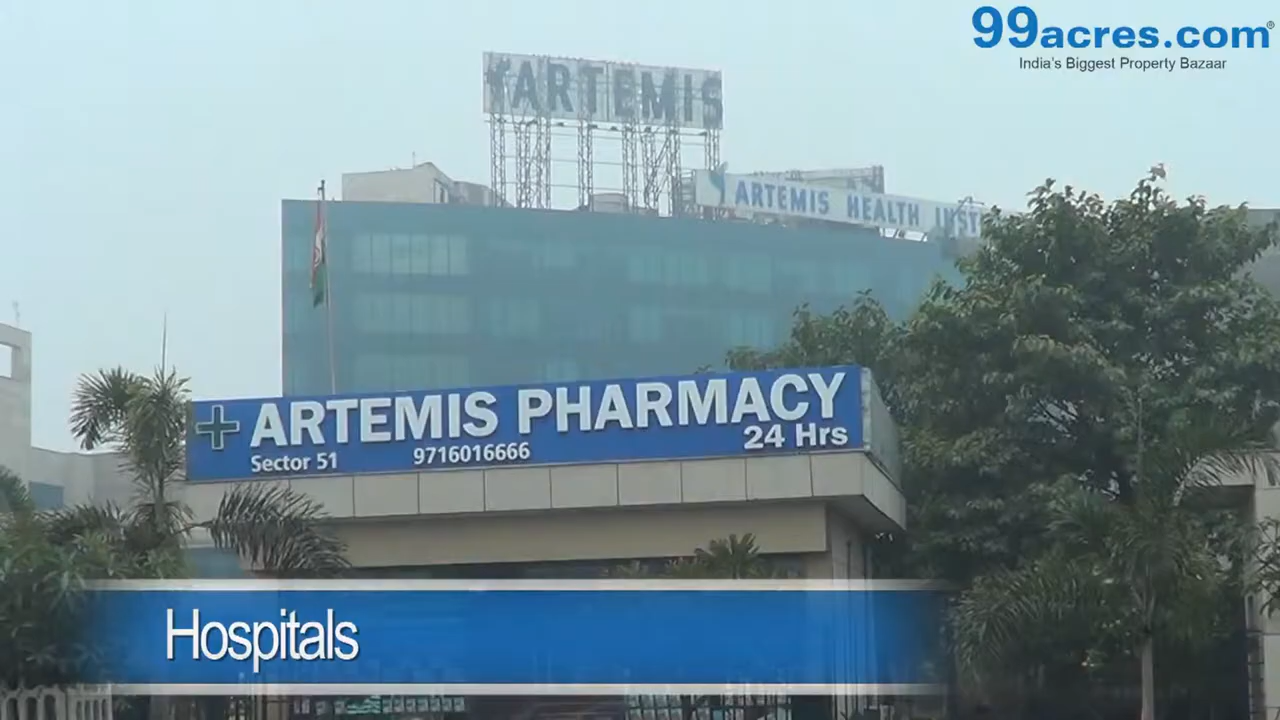 99acres.com
India's Biggest Property Bazaar
ARTEMIS
ARTEMIS HEALTH
ARTEMIS PHARMACY
24 Hrs
Sector 51
9716016666
Hospitals